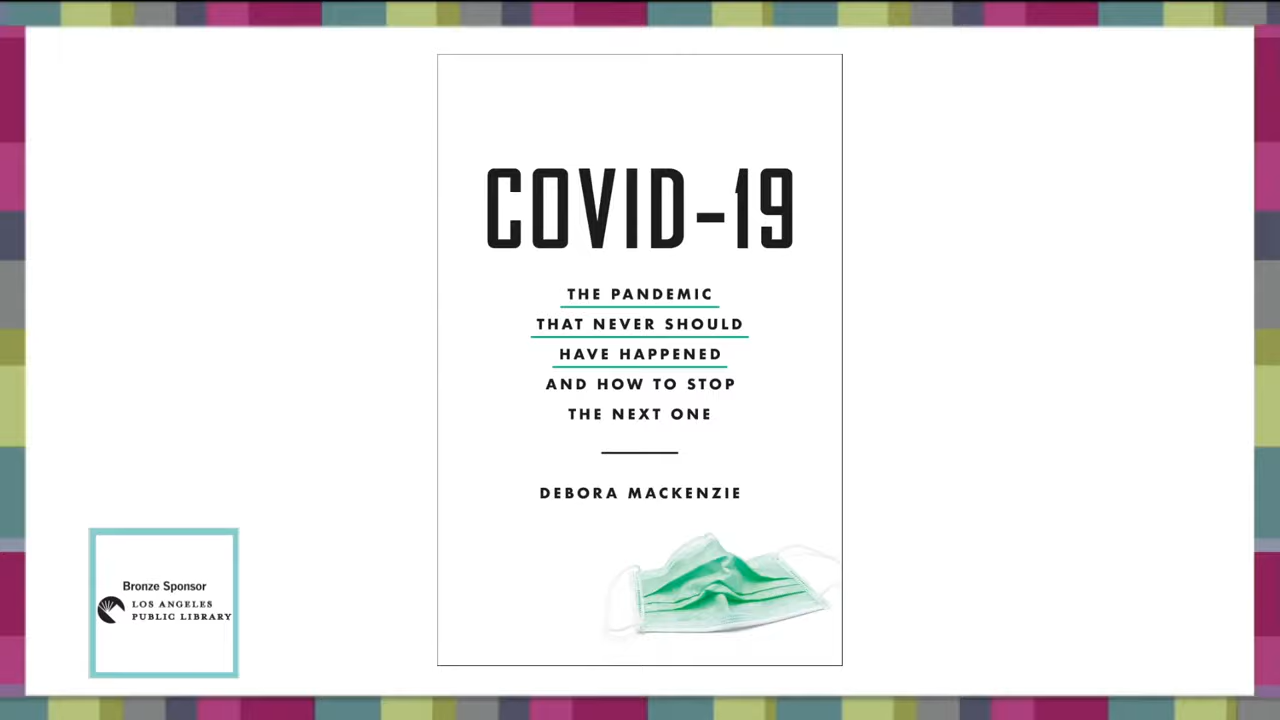 COVID-19
THE PANDEMIC
THAT NEVER SHOULD
HAVE HAPPENED
AND HOW TO STOP
THE NEXT ONE
DEBORA MACKENZIE
Bronze Sponsor
LOS ANGELES
PUBLIC LIBRARY